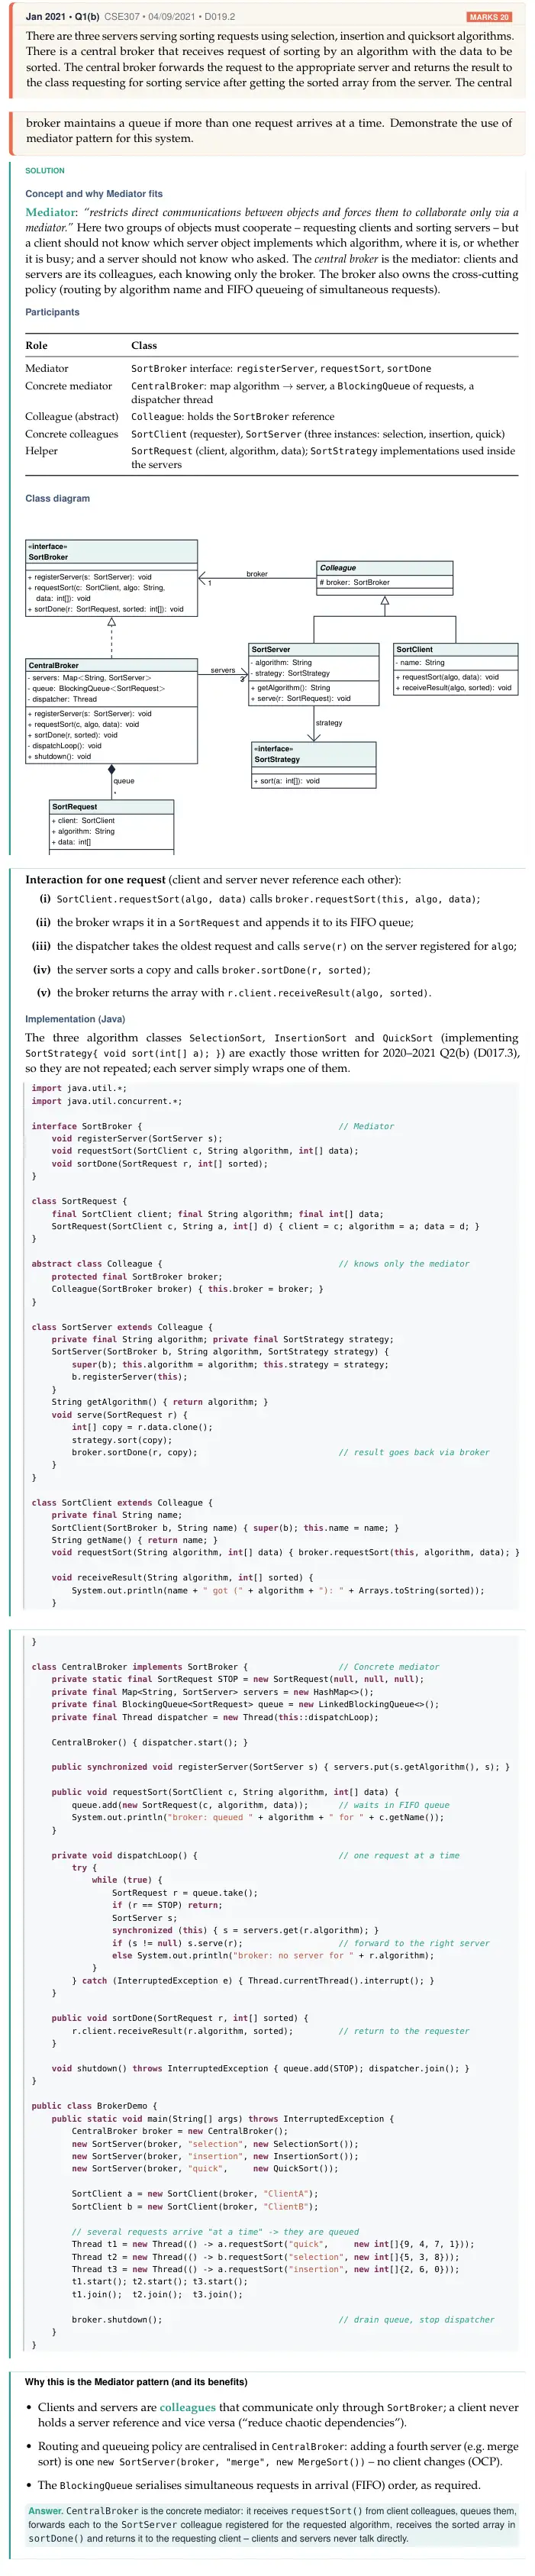 Jan 2021 • Q1(b) CSE307 • 04/09/2021 • D019.2 MARKS 20
There are three servers serving sorting requests using selection, insertion and quicksort algorithms.
There is a central broker that receives request of sorting by an algorithm with the data to be
sorted. The central broker forwards the request to the appropriate server and returns the result to
the class requesting for sorting service after getting the sorted array from the server. The central
broker maintains a queue if more than one request arrives at a time. Demonstrate the use of
mediator pattern for this system.
SOLUTION
Concept and why Mediator fits
Mediator: “restricts direct communications between objects and forces them to collaborate only via a
mediator.” Here two groups of objects must cooperate – requesting clients and sorting servers – but
a client should not know which server object implements which algorithm, where it is, or whether
it is busy; and a server should not know who asked. The central broker is the mediator: clients and
servers are its colleagues, each knowing only the broker. The broker also owns the cross-cutting
policy (routing by algorithm name and FIFO queueing of simultaneous requests).
Participants
Role Class
Mediator SortBroker interface: registerServer, requestSort, sortDone
Concrete mediator CentralBroker: map algorithm → server, a BlockingQueue of requests, a
dispatcher thread
Colleague (abstract) Colleague: holds the SortBroker reference
Concrete colleagues SortClient (requester), SortServer (three instances: selection, insertion, quick)
Helper SortRequest (client, algorithm, data); SortStrategy implementations used inside
the servers
Class diagram
«interface»
SortBroker
+ registerServer(s: SortServer): void
+ requestSort(c: SortClient, algo: String,
data: int[]): void
+ sortDone(r: SortRequest, sorted: int[]): void
broker
1
Colleague
# broker: SortBroker
CentralBroker
- servers: Map<String, SortServer>
- queue: BlockingQueue<SortRequest>
- dispatcher: Thread
+ registerServer(s: SortServer): void
+ requestSort(c, algo, data): void
+ sortDone(r, sorted): void
- dispatchLoop(): void
+ shutdown(): void
servers
3
SortServer
- algorithm: String
- strategy: SortStrategy
+ getAlgorithm(): String
+ serve(r: SortRequest): void
SortClient
- name: String
+ requestSort(algo, data): void
+ receiveResult(algo, sorted): void
strategy
«interface»
SortStrategy
+ sort(a: int[]): void
queue
*
SortRequest
+ client: SortClient
+ algorithm: String
+ data: int[]
Interaction for one request (client and server never reference each other):
(i) SortClient.requestSort(algo, data) calls broker.requestSort(this, algo, data);
(ii) the broker wraps it in a SortRequest and appends it to its FIFO queue;
(iii) the dispatcher takes the oldest request and calls serve(r) on the server registered for algo;
(iv) the server sorts a copy and calls broker.sortDone(r, sorted);
(v) the broker returns the array with r.client.receiveResult(algo, sorted).
Implementation (Java)
The three algorithm classes SelectionSort, InsertionSort and QuickSort (implementing
SortStrategy{ void sort(int[] a); }) are exactly those written for 2020–2021 Q2(b) (D017.3),
so they are not repeated; each server simply wraps one of them.
import java.util.*;
import java.util.concurrent.*;
interface SortBroker { // Mediator
void registerServer(SortServer s);
void requestSort(SortClient c, String algorithm, int[] data);
void sortDone(SortRequest r, int[] sorted);
}
class SortRequest {
final SortClient client; final String algorithm; final int[] data;
SortRequest(SortClient c, String a, int[] d) { client = c; algorithm = a; data = d; }
}
abstract class Colleague { // knows only the mediator
protected final SortBroker broker;
Colleague(SortBroker broker) { this.broker = broker; }
}
class SortServer extends Colleague {
private final String algorithm; private final SortStrategy strategy;
SortServer(SortBroker b, String algorithm, SortStrategy strategy) {
super(b); this.algorithm = algorithm; this.strategy = strategy;
b.registerServer(this);
}
String getAlgorithm() { return algorithm; }
void serve(SortRequest r) {
int[] copy = r.data.clone();
strategy.sort(copy);
broker.sortDone(r, copy); // result goes back via broker
}
}
class SortClient extends Colleague {
private final String name;
SortClient(SortBroker b, String name) { super(b); this.name = name; }
String getName() { return name; }
void requestSort(String algorithm, int[] data) { broker.requestSort(this, algorithm, data); }
void receiveResult(String algorithm, int[] sorted) {
System.out.println(name + " got (" + algorithm + "): " + Arrays.toString(sorted));
}
}
class CentralBroker implements SortBroker { // Concrete mediator
private static final SortRequest STOP = new SortRequest(null, null, null);
private final Map<String, SortServer> servers = new HashMap<>();
private final BlockingQueue<SortRequest> queue = new LinkedBlockingQueue<>();
private final Thread dispatcher = new Thread(this::dispatchLoop);
CentralBroker() { dispatcher.start(); }
public synchronized void registerServer(SortServer s) { servers.put(s.getAlgorithm(), s); }
public void requestSort(SortClient c, String algorithm, int[] data) {
queue.add(new SortRequest(c, algorithm, data)); // waits in FIFO queue
System.out.println("broker: queued " + algorithm + " for " + c.getName());
}
private void dispatchLoop() { // one request at a time
try {
while (true) {
SortRequest r = queue.take();
if (r == STOP) return;
SortServer s;
synchronized (this) { s = servers.get(r.algorithm); }
if (s != null) s.serve(r); // forward to the right server
else System.out.println("broker: no server for " + r.algorithm);
}
} catch (InterruptedException e) { Thread.currentThread().interrupt(); }
}
public void sortDone(SortRequest r, int[] sorted) {
r.client.receiveResult(r.algorithm, sorted); // return to the requester
}
void shutdown() throws InterruptedException { queue.add(STOP); dispatcher.join(); }
}
public class BrokerDemo {
public static void main(String[] args) throws InterruptedException {
CentralBroker broker = new CentralBroker();
new SortServer(broker, "selection", new SelectionSort());
new SortServer(broker, "insertion", new InsertionSort());
new SortServer(broker, "quick", new QuickSort());
SortClient a = new SortClient(broker, "ClientA");
SortClient b = new SortClient(broker, "ClientB");
// several requests arrive "at a time" -> they are queued
Thread t1 = new Thread(() -> a.requestSort("quick", new int[]{9, 4, 7, 1}));
Thread t2 = new Thread(() -> b.requestSort("selection", new int[]{5, 3, 8}));
Thread t3 = new Thread(() -> a.requestSort("insertion", new int[]{2, 6, 0}));
t1.start(); t2.start(); t3.start();
t1.join(); t2.join(); t3.join();
broker.shutdown(); // drain queue, stop dispatcher
}
}
Why this is the Mediator pattern (and its benefits)
• Clients and servers are colleagues that communicate only through SortBroker; a client never
holds a server reference and vice versa (“reduce chaotic dependencies”).
• Routing and queueing policy are centralised in CentralBroker: adding a fourth server (e.g. merge
sort) is one new SortServer(broker, "merge", new MergeSort()) – no client changes (OCP).
• The BlockingQueue serialises simultaneous requests in arrival (FIFO) order, as required.
Answer. CentralBroker is the concrete mediator: it receives requestSort() from client colleagues, queues them,
forwards each to the SortServer colleague registered for the requested algorithm, receives the sorted array in
sortDone() and returns it to the requesting client – clients and servers never talk directly.